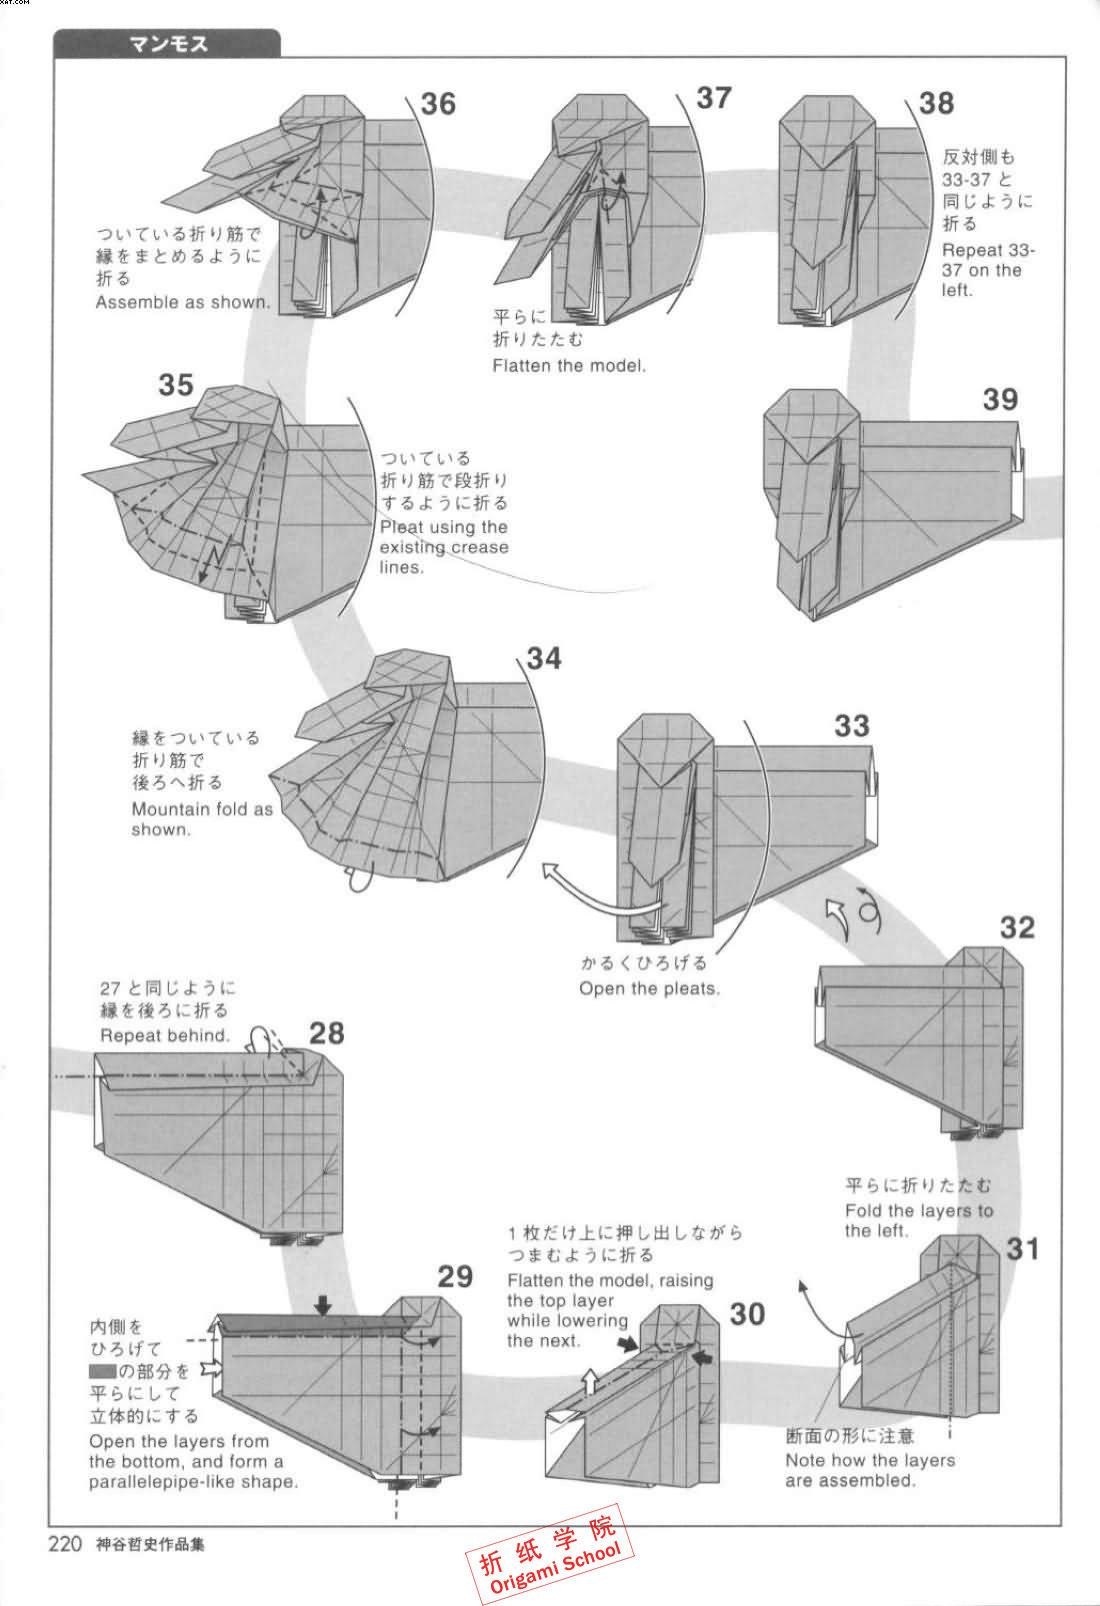 XAT.COM
マンモス
36
ついている折り筋で
縁をまとめるように
折る
Assemble as shown.
37
平らに
折りたたむ
Flatten the model.
38
反対側も
33-37 と
同じように
折る
Repeat 33-
37 on the
left.
35
ついている
折り筋で段折り
するように折る
Pleat using the
existing crease
lines.
39
34
縁をついている
折り筋で
後ろへ折る
Mountain fold as
shown.
33
かるくひろげる
Open the pleats.
32
27 と同じように
縁を後ろに折る
Repeat behind.
28
29
内側を
ひろげて
の部分を
平らにして
立体的にする
Open the layers from
the bottom, and form a
parallelepipe-like shape.
1 枚だけ上に押し出しながら
つまむように折る
Flatten the model, raising
the top layer
while lowering
the next.
30
平らに折りたたむ
Fold the layers to
the left.
31
断面の形に注意
Note how the layers
are assembled.
220 神谷哲史作品集
折纸学院
Origami School